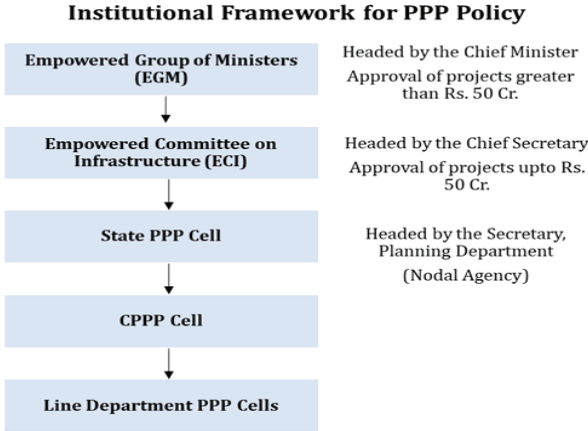 Institutional Framework for PPP Policy
Empowered Group of Ministers
(EGM)
Headed by the Chief Minister
Approval of projects greater
than Rs. 50 Cr.
Empowered Committee on
Infrastructure (ECI)
Headed by the Chief Secretary
Approval of projects upto Rs.
50 Cr.
State PPP Cell
Headed by the Secretary,
Planning Department
(Nodal Agency)
CPPP Cell
Line Department PPP Cells